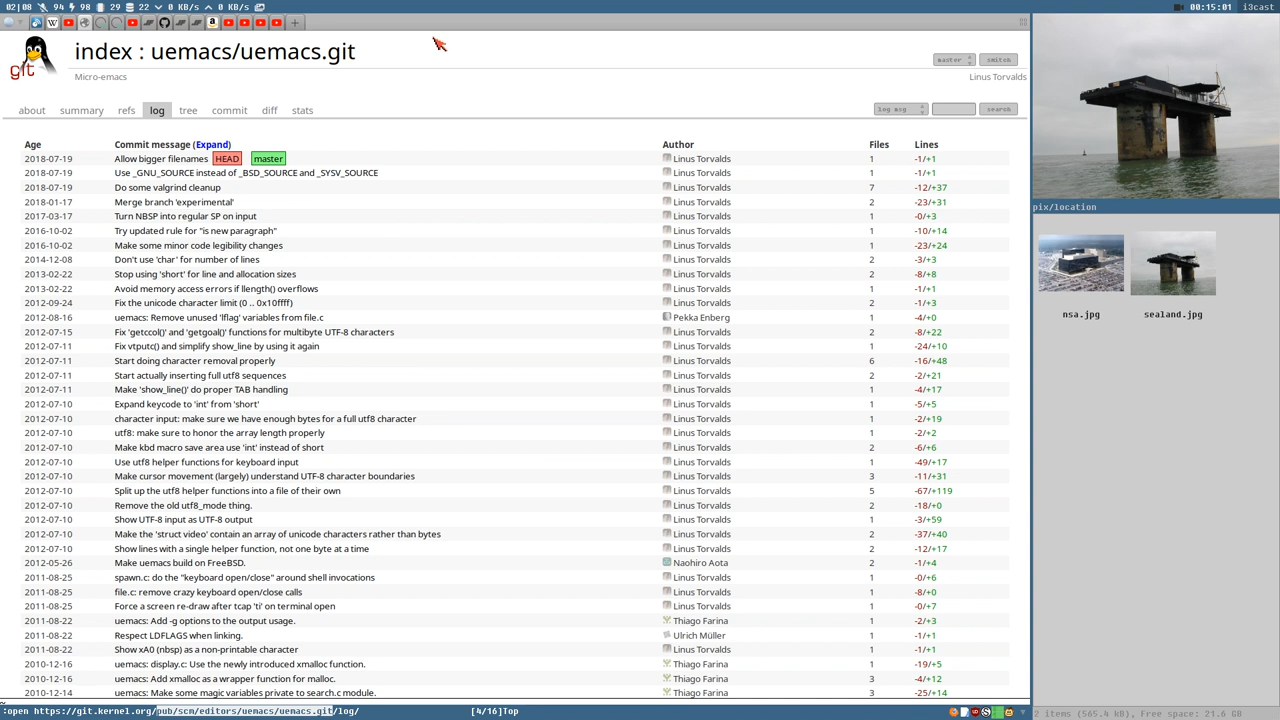 02|08 94 98 29 22 0 KB/s 0 KB/s 00:15:01 i3cast
index : uemacs/uemacs.git master switch
git
Micro-emacs Linus Torvalds
about summary refs log tree commit diff stats log msg search
Age Commit message (Expand) Author Files Lines
2018-07-19 Allow bigger filenames HEAD master Linus Torvalds 1 -1/+1
2018-07-19 Use _GNU_SOURCE instead of _BSD_SOURCE and _SYSV_SOURCE Linus Torvalds 1 -1/+1
2018-07-19 Do some valgrind cleanup Linus Torvalds 7 -12/+37
2018-01-17 Merge branch 'experimental' Linus Torvalds 2 -23/+31
2017-03-17 Turn NBSP into regular SP on input Linus Torvalds 1 -0/+3
2016-10-02 Try updated rule for "is new paragraph" Linus Torvalds 1 -10/+14
2016-10-02 Make some minor code legibility changes Linus Torvalds 1 -23/+24
2014-12-08 Don't use 'char' for number of lines Linus Torvalds 2 -3/+3
2013-02-22 Stop using 'short' for line and allocation sizes Linus Torvalds 2 -8/+8
2013-02-22 Avoid memory access errors if llength() overflows Linus Torvalds 1 -1/+1
2012-09-24 Fix the unicode character limit (0 .. 0x10ffff) Linus Torvalds 2 -1/+3
2012-08-16 uemacs: Remove unused 'lflag' variables from file.c Pekka Enberg 1 -4/+0
2012-07-15 Fix 'getccol()' and 'getgoal()' functions for multibyte UTF-8 characters Linus Torvalds 2 -8/+22
2012-07-11 Fix vtputc() and simplify show_line by using it again Linus Torvalds 1 -24/+10
2012-07-11 Start doing character removal properly Linus Torvalds 6 -16/+48
2012-07-11 Start actually inserting full utf8 sequences Linus Torvalds 2 -2/+21
2012-07-11 Make 'show_line()' do proper TAB handling Linus Torvalds 1 -4/+17
2012-07-10 Expand keycode to 'int' from 'short' Linus Torvalds 1 -5/+5
2012-07-10 character input: make sure we have enough bytes for a full utf8 character Linus Torvalds 1 -2/+19
2012-07-10 utf8: make sure to honor the array length properly Linus Torvalds 1 -2/+2
2012-07-10 Make kbd macro save area use 'int' instead of short Linus Torvalds 2 -6/+6
2012-07-10 Use utf8 helper functions for keyboard input Linus Torvalds 1 -49/+17
2012-07-10 Make cursor movement (largely) understand UTF-8 character boundaries Linus Torvalds 3 -11/+31
2012-07-10 Split up the utf8 helper functions into a file of their own Linus Torvalds 5 -67/+119
2012-07-10 Remove the old utf8_mode thing. Linus Torvalds 2 -18/+0
2012-07-10 Show UTF-8 input as UTF-8 output Linus Torvalds 1 -3/+59
2012-07-10 Make the 'struct video' contain an array of unicode characters rather than bytes Linus Torvalds 2 -37/+40
2012-07-10 Show lines with a single helper function, not one byte at a time Linus Torvalds 2 -12/+17
2012-05-26 Make uemacs build on FreeBSD. Naohiro Aota 2 -1/+4
2011-08-25 spawn.c: do the "keyboard open/close" around shell invocations Linus Torvalds 1 -0/+6
2011-08-25 file.c: remove crazy keyboard open/close calls Linus Torvalds 1 -8/+0
2011-08-25 Force a screen re-draw after tcap 'ti' on terminal open Linus Torvalds 1 -0/+7
2011-08-22 uemacs: Add -g options to the output usage. Thiago Farina 1 -2/+3
2011-08-22 Respect LDFLAGS when linking. Ulrich Müller 1 -1/+1
2011-08-22 Show xA0 (nbsp) as a non-printable character Linus Torvalds 1 -1/+1
2010-12-16 uemacs: display.c: Use the newly introduced xmalloc function. Thiago Farina 1 -19/+5
2010-12-16 uemacs: Add xmalloc as a wrapper function for malloc. Thiago Farina 3 -4/+12
2010-12-14 uemacs: Make some magic variables private to search.c module. Thiago Farina 3 -25/+14
:open https://git.kernel.org/pub/scm/editors/uemacs/uemacs.git/log/ [4/16]Top
pix/location
nsa.jpg sealand.jpg
2 items (565.4 kB), Free space: 21.6 GB